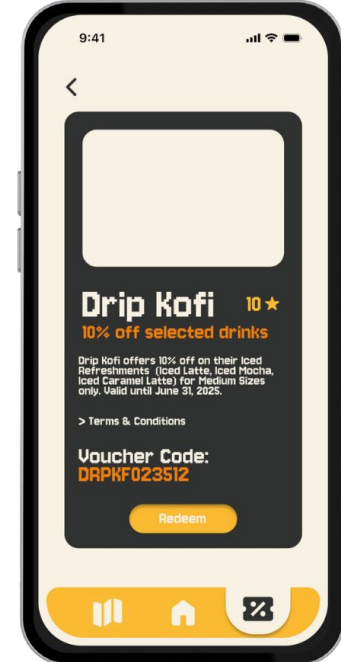 9:41
Drip Kofi 10★
10% off selected drinks
Drip Kofi offers 10% off on their Iced
Refreshments (Iced Latte, Iced Mocha,
Iced Caramel Latte) for Medium Sizes
only. Valid until June 31, 2025.
> Terms & Conditions
Voucher Code:
DRPKF023512
Redeem